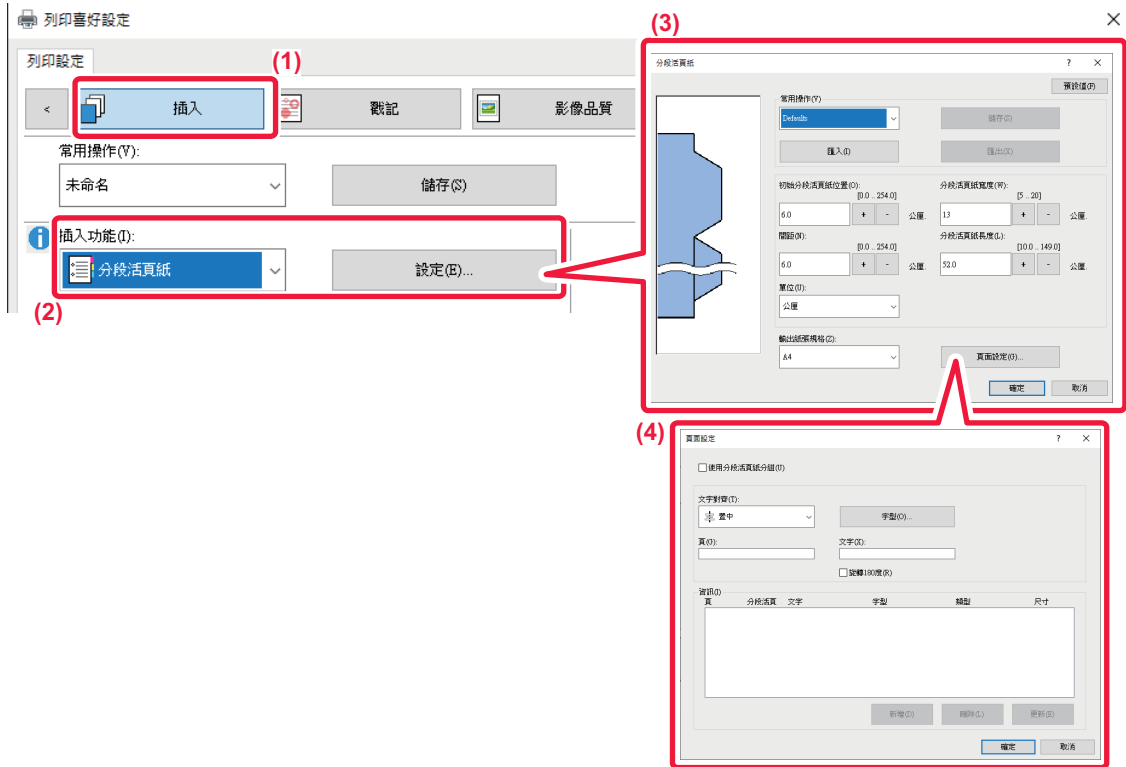 列印喜好設定
列印設定
(1)
<
插入
戳記
影像品質
常用操作(V):
未命名
儲存(S)
插入功能(I):
分段活頁紙
設定(E)...
(2)
(3)
分段活頁紙
?
預設值(F)
常用操作(V)
Defaults
儲存(S)
匯入(I)
匯出(X)
初始分段活頁紙位置(O):
[0.0 .. 254.0]
6.0 + - 公厘.
分段活頁紙寬度(W):
[5 .. 20]
13 + - 公厘.
間距(N):
[0.0 .. 254.0]
6.0 + - 公厘.
分段活頁紙長度(L):
[10.0 .. 149.0]
52.0 + - 公厘.
單位(U):
公厘
輸出紙張規格(Z):
A4
頁面設定(G)...
確定
取消
(4)
頁面設定
?
使用分段活頁紙分組(U)
文字對齊(T):
置中
字型(O)...
頁(G):
文字(X):
旋轉180度(R)
資訊(I)
頁 分段活頁 文字 字型 類型 尺寸
新增(D)
刪除(L)
更新(E)
確定
取消